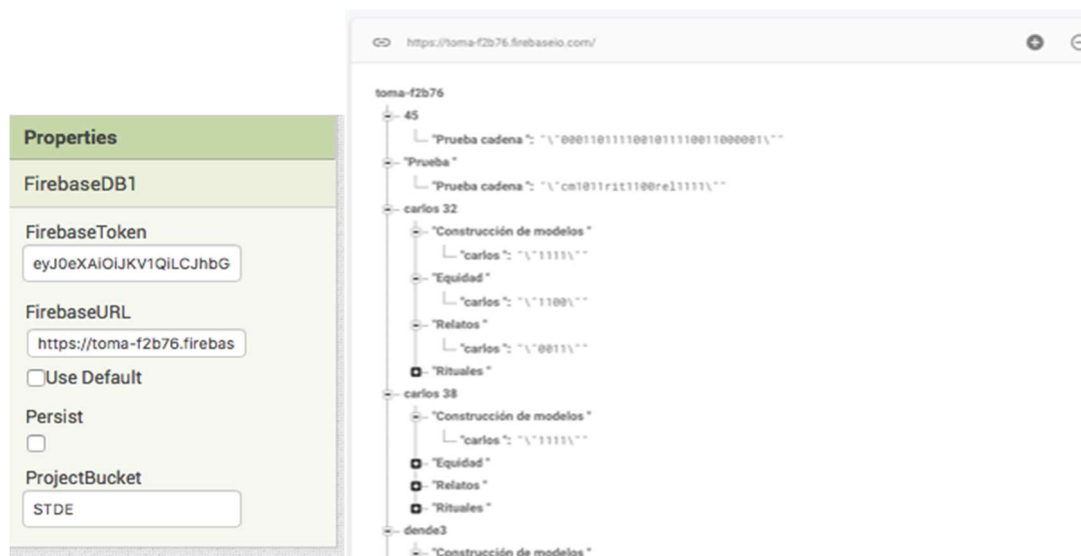 Properties
FirebaseDB1
FirebaseToken
eyJ0eXAiOiJKV1QiLCJhbG
FirebaseURL
https://toma-f2b76.firebas
Use Default
Persist
ProjectBucket
STDE
https://toma-f2b76.firebaseio.com/
toma-f2b76
45
"Prueba cadena": "\"00011011110010111110011000001\""
"Prueba"
"Prueba cadena": "\"cm1011rit1100rel1111\""
carlos 32
"Construcción de modelos"
"carlos": "\"1111\""
"Equidad"
"carlos": "\"1100\""
"Relatos"
"carlos": "\"0011\""
"Rituales"
carlos 38
"Construcción de modelos"
"carlos": "\"1111\""
"Equidad"
"Relatos"
"Rituales"
dende3
"Construcción de modelos"